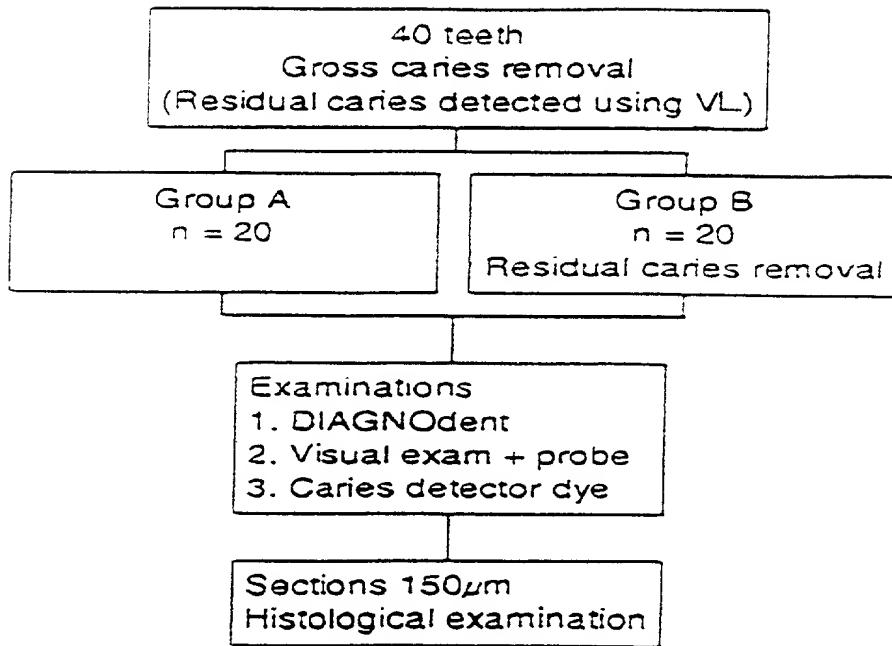 40 teeth
Gross caries removal
(Residual caries detected using VL)
Group A
n = 20
Group B
n = 20
Residual caries removal
Examinations
1. DIAGNOdent
2. Visual exam + probe
3. Caries detector dye
Sections 150µm
Histological examination